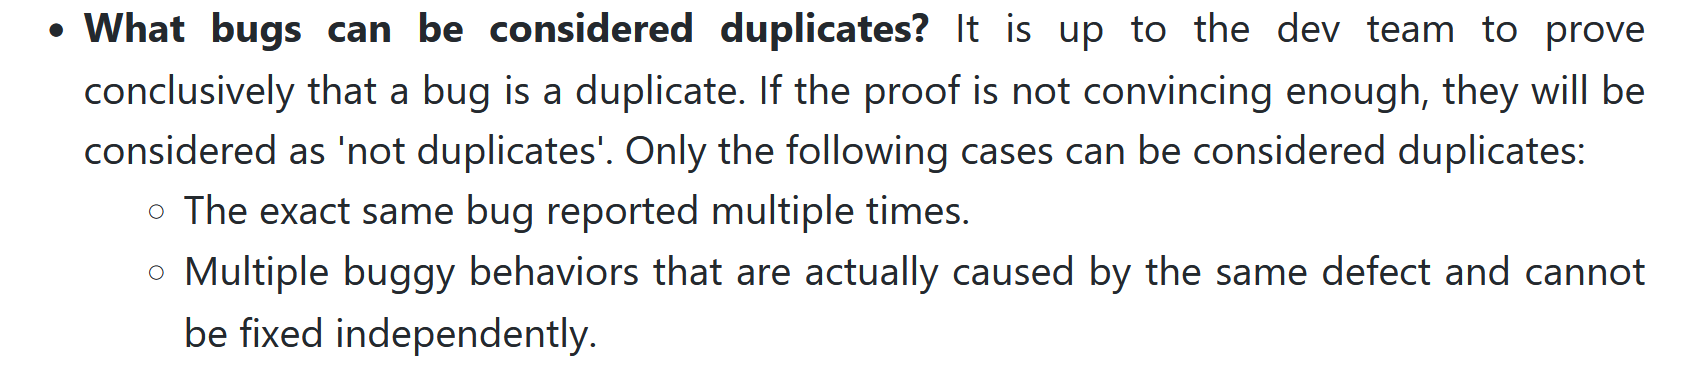 • What bugs can be considered duplicates? It is up to the dev team to prove
conclusively that a bug is a duplicate. If the proof is not convincing enough, they will be
considered as 'not duplicates'. Only the following cases can be considered duplicates:
○ The exact same bug reported multiple times.
○ Multiple buggy behaviors that are actually caused by the same defect and cannot
be fixed independently.